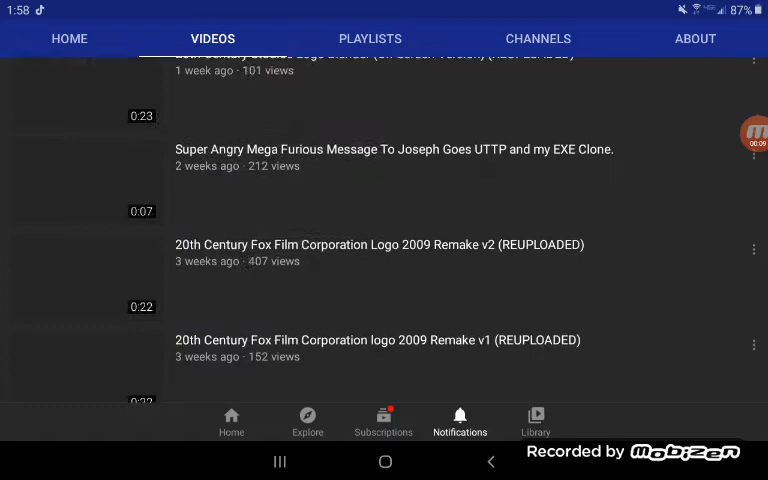 1:58 87%
HOME VIDEOS PLAYLISTS CHANNELS ABOUT
1 week ago · 101 views
0:23
Super Angry Mega Furious Message To Joseph Goes UTTP and my EXE Clone.
2 weeks ago · 212 views
0:07
20th Century Fox Film Corporation Logo 2009 Remake v2 (REUPLOADED)
3 weeks ago · 407 views
0:22
20th Century Fox Film Corporation logo 2009 Remake v1 (REUPLOADED)
3 weeks ago · 152 views
00:09
Home Explore Subscriptions Notifications Library
Recorded by mobizen